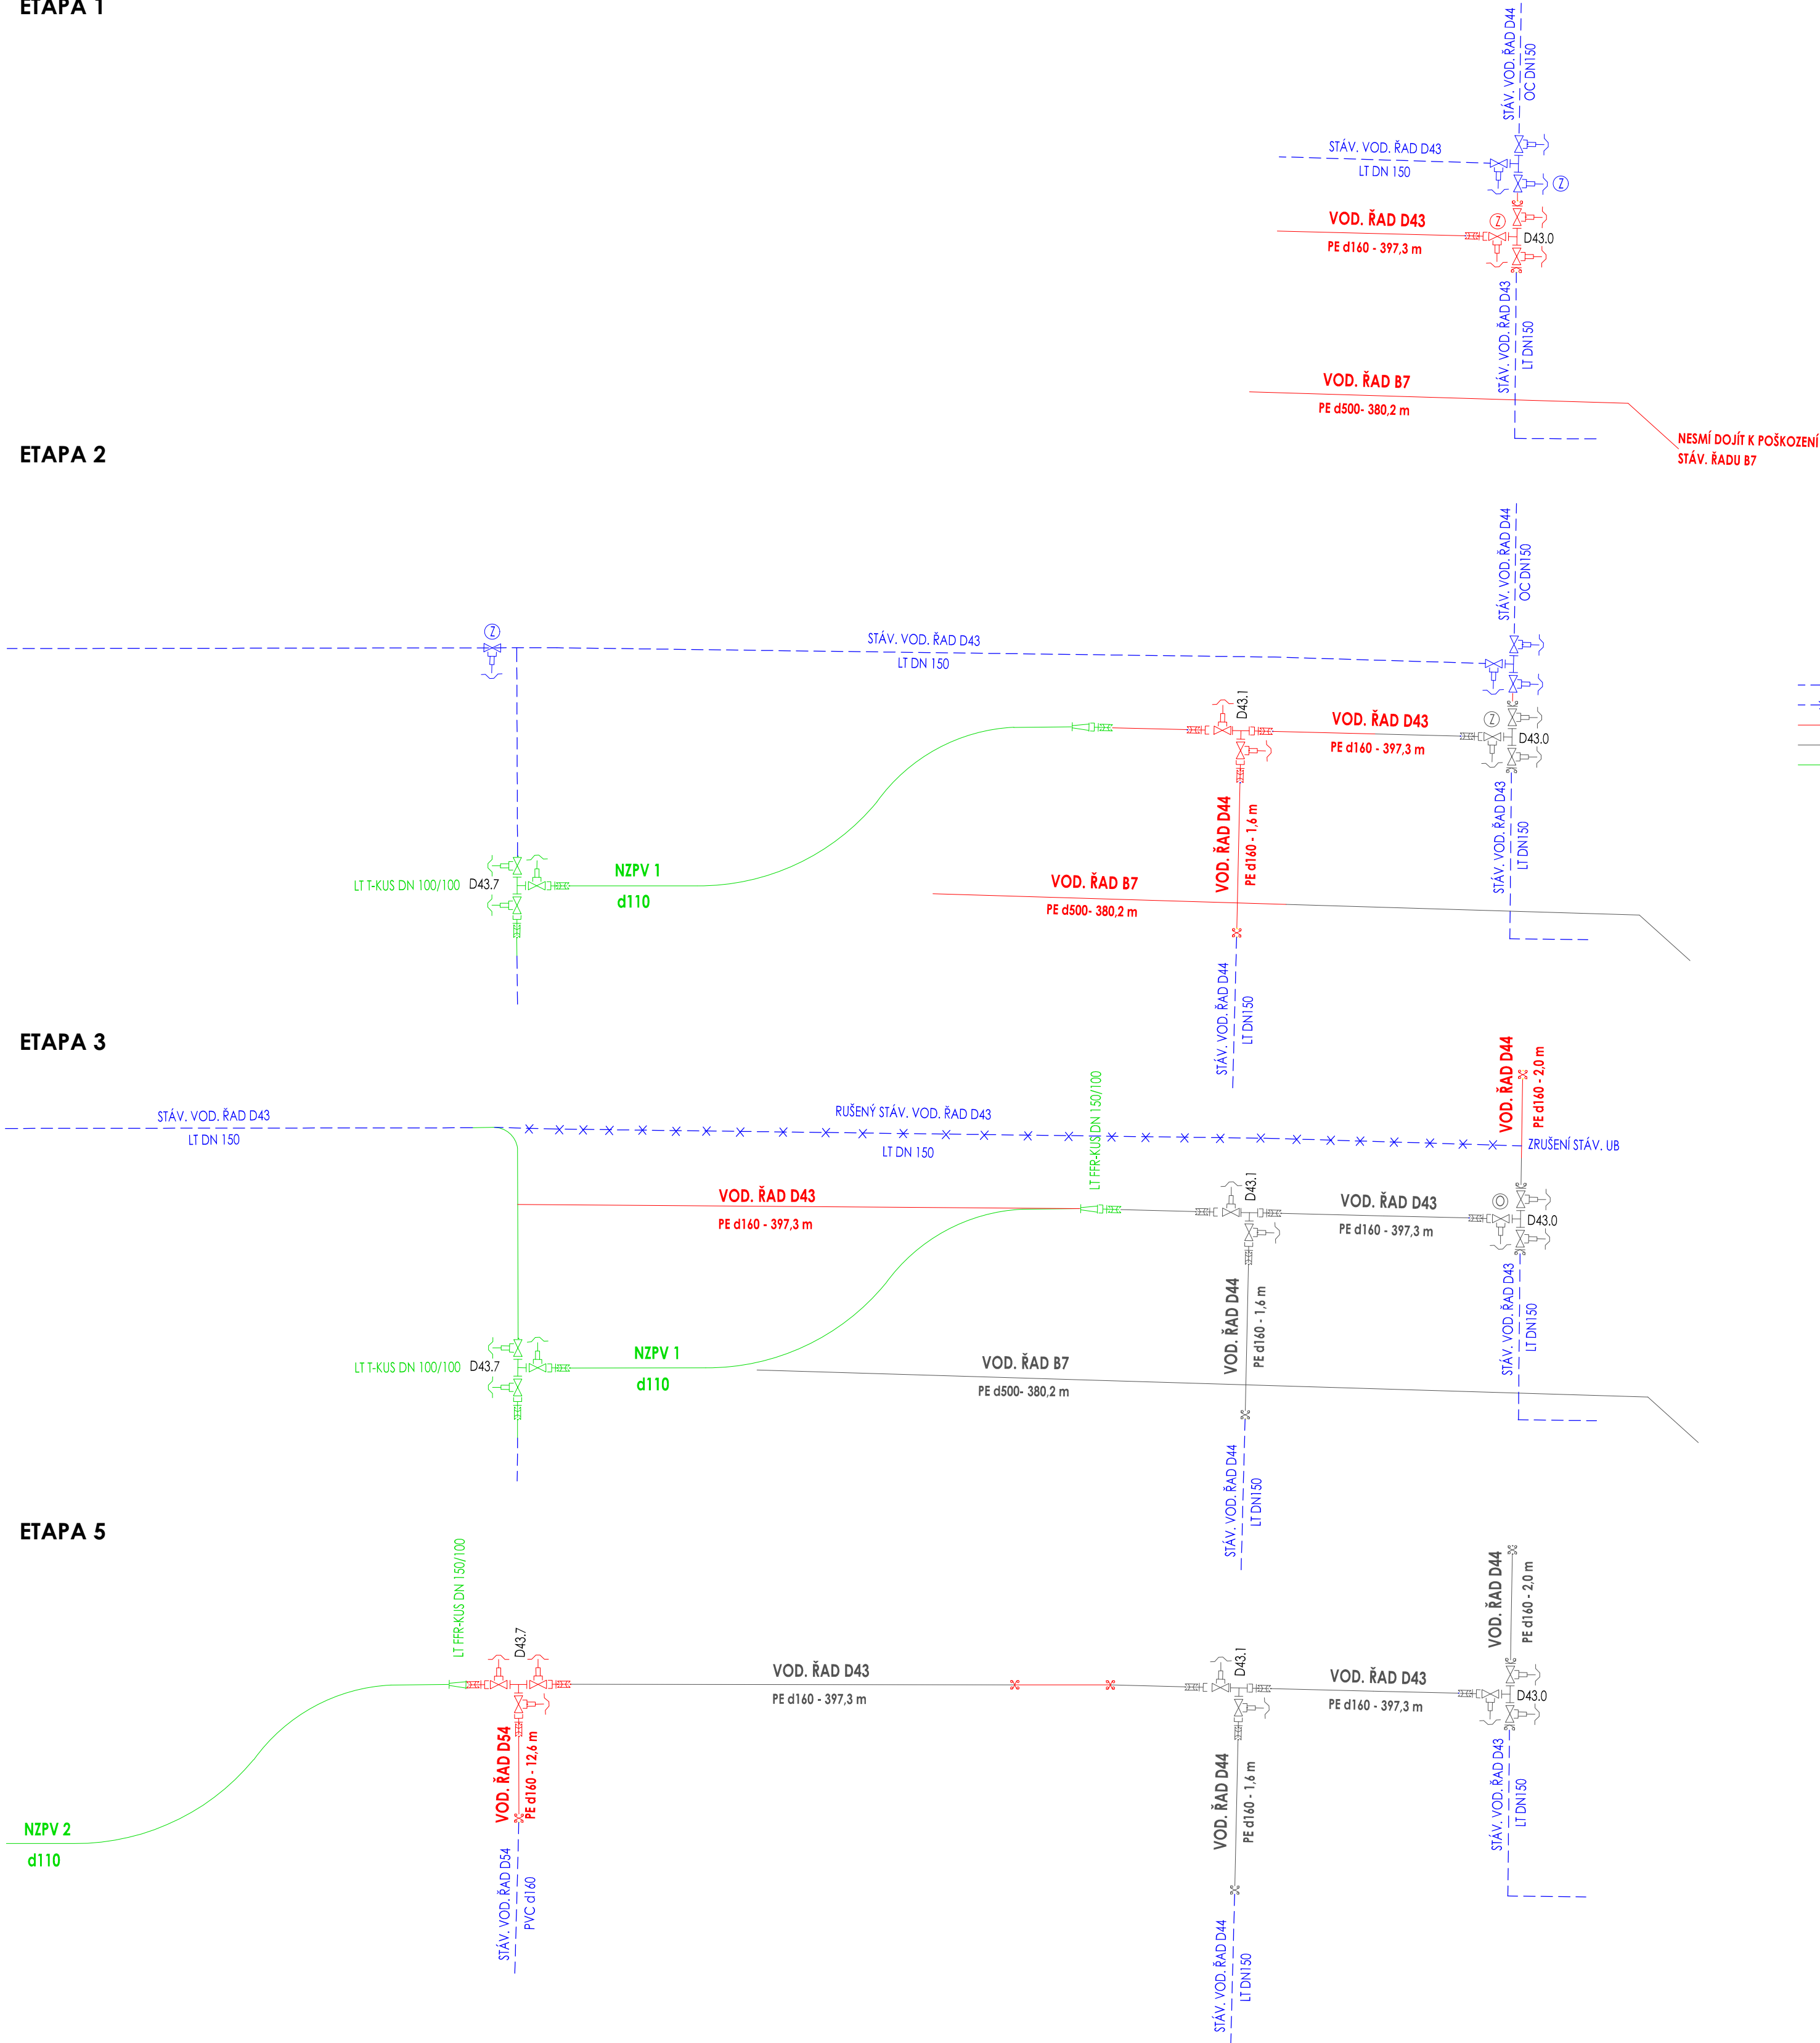 ETAPA 1
STÁV. VOD. ŘAD D44
OC DN150
STÁV. VOD. ŘAD D43
LT DN 150
Z
VOD. ŘAD D43
PE d160 - 397,3 m
Z
D43.0
STÁV. VOD. ŘAD D43
LT DN150
VOD. ŘAD B7
PE d500- 380,2 m
NESMÍ DOJÍT K POŠKOZENÍ
STÁV. ŘADU B7
ETAPA 2
STÁV. VOD. ŘAD D44
OC DN150
Z
STÁV. VOD. ŘAD D43
LT DN 150
D43.1
VOD. ŘAD D43
PE d160 - 397,3 m
Z
D43.0
STÁV. VOD. ŘAD D43
LT DN150
VOD. ŘAD D44
PE d160 - 1,6 m
LT T-KUS DN 100/100
D43.7
NZPV 1
d110
VOD. ŘAD B7
PE d500- 380,2 m
STÁV. VOD. ŘAD D44
LT DN150
ETAPA 3
VOD. ŘAD D44
PE d160 - 2,0 m
STÁV. VOD. ŘAD D43
LT DN 150
RUŠENÝ STÁV. VOD. ŘAD D43
LT DN 150
LT FFR-KUS DN 150/100
ZRUŠENÍ STÁV. UB
VOD. ŘAD D43
PE d160 - 397,3 m
D43.1
VOD. ŘAD D43
PE d160 - 397,3 m
O
D43.0
STÁV. VOD. ŘAD D43
LT DN150
VOD. ŘAD D44
PE d160 - 1,6 m
LT T-KUS DN 100/100
D43.7
NZPV 1
d110
VOD. ŘAD B7
PE d500- 380,2 m
STÁV. VOD. ŘAD D44
LT DN150
ETAPA 5
LT FFR-KUS DN 150/100
D43.7
VOD. ŘAD D44
PE d160 - 2,0 m
VOD. ŘAD D43
PE d160 - 397,3 m
D43.1
VOD. ŘAD D43
PE d160 - 397,3 m
D43.0
VOD. ŘAD D54
PE d160 - 12,6 m
STÁV. VOD. ŘAD D43
LT DN150
VOD. ŘAD D44
PE d160 - 1,6 m
NZPV 2
d110
STÁV. VOD. ŘAD D54
PVC d160
STÁV. VOD. ŘAD D44
LT DN150